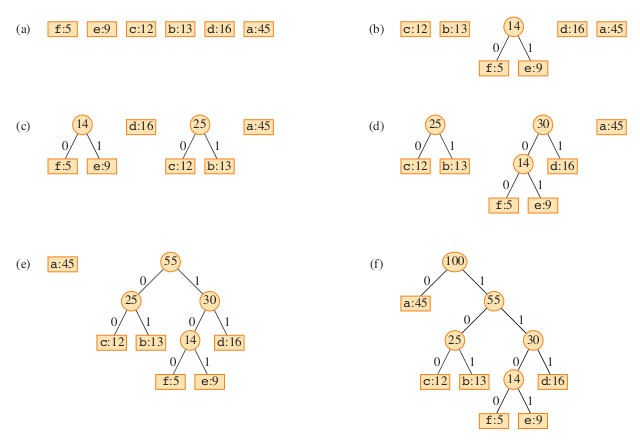 (a) f:5 e:9 c:12 b:13 d:16 a:45
(b) c:12 b:13 14 d:16 a:45
0 1
f:5 e:9
(c) 14 d:16 25 a:45
0 1 0 1
f:5 e:9 c:12 b:13
(d) 25 30 a:45
0 1 0 1
c:12 b:13 14 d:16
0 1
f:5 e:9
(e) a:45 55
0 1
25 30
0 1 0 1
c:12 b:13 14 d:16
0 1
f:5 e:9
(f) 100
0 1
a:45 55
0 1
25 30
0 1 0 1
c:12 b:13 14 d:16
0 1
f:5 e:9